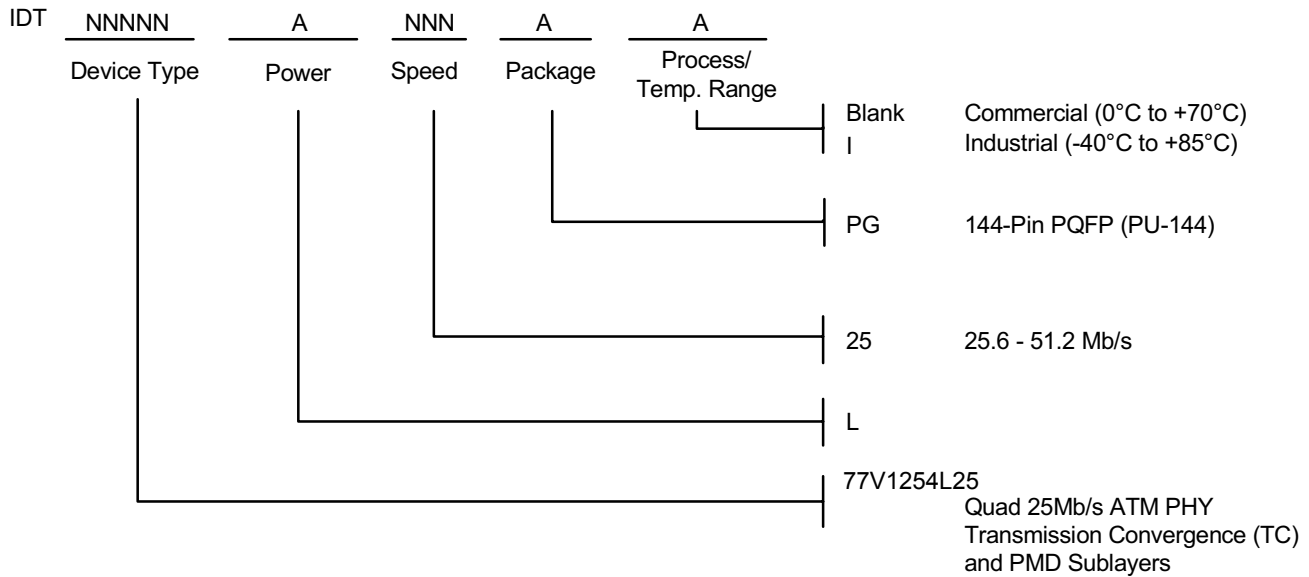 IDT NNNNN A NNN A A
Device Type Power Speed Package Process/
Temp. Range
Blank Commercial (0°C to +70°C)
I Industrial (-40°C to +85°C)
PG 144-Pin PQFP (PU-144)
25 25.6 - 51.2 Mb/s
L
77V1254L25
Quad 25Mb/s ATM PHY
Transmission Convergence (TC)
and PMD Sublayers